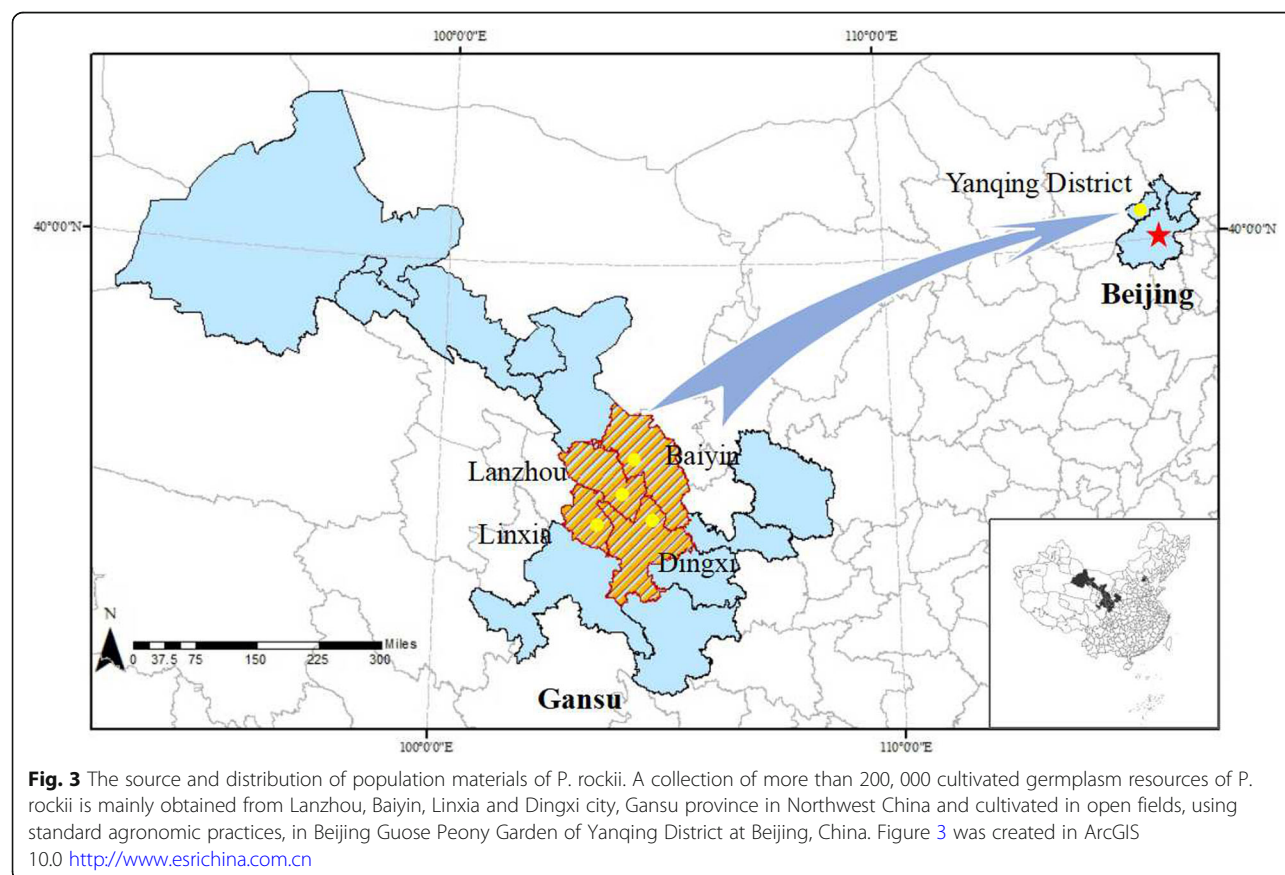 100°0'0"E
110°0'0"E
Yanqing District
40°0'0"N
40°0'0"N
Beijing
Baiyin
Lanzhou
Linxia
Dingxi
N
Miles
0 37.5 75 150 225 300
Gansu
100°0'0"E
110°0'0"E
Fig. 3 The source and distribution of population materials of P. rockii. A collection of more than 200, 000 cultivated germplasm resources of P.
rockii is mainly obtained from Lanzhou, Baiyin, Linxia and Dingxi city, Gansu province in Northwest China and cultivated in open fields, using
standard agronomic practices, in Beijing Guose Peony Garden of Yanqing District at Beijing, China. Figure 3 was created in ArcGIS
10.0 http://www.esrichina.com.cn